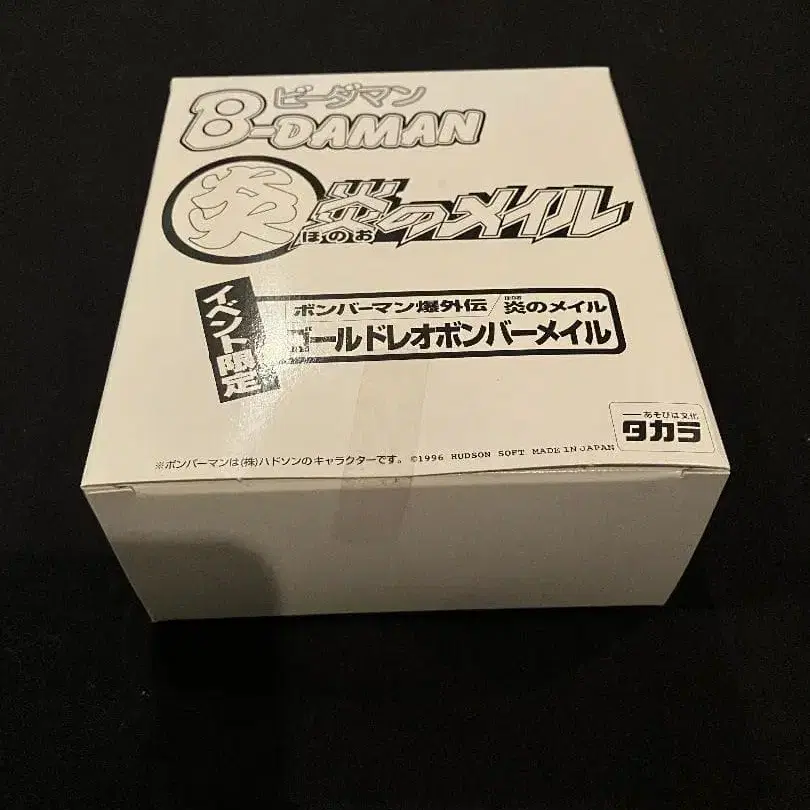 ビーダマン
B-DAMAN
炎 炎のメイル
ほのお
イベント限定
ボンバーマン爆外伝/炎のメイル
ゴールドレオボンバーメイル
あそびは文化
タカラ
※ボンバーマンは(株)ハドソンのキャラクターです。©1996 HUDSON SOFT MADE IN JAPAN